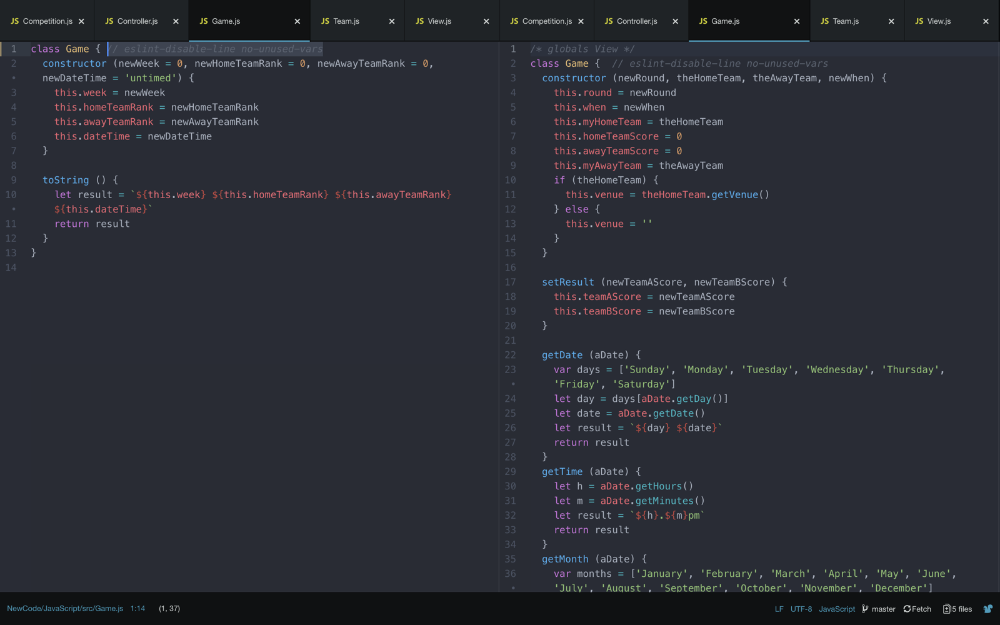 JS Competition.js × JS Controller.js × JS Game.js × JS Team.js × JS View.js × JS Competition.js × JS Controller.js × JS Game.js × JS Team.js × JS View.js ×
1 class Game { // eslint-disable-line no-unused-vars
2 constructor (newWeek = 0, newHomeTeamRank = 0, newAwayTeamRank = 0,
• newDateTime = 'untimed') {
3 this.week = newWeek
4 this.homeTeamRank = newHomeTeamRank
5 this.awayTeamRank = newAwayTeamRank
6 this.dateTime = newDateTime
7 }
8
9 toString () {
10 let result = `${this.week} ${this.homeTeamRank} ${this.awayTeamRank}
• ${this.dateTime}`
11 return result
12 }
13 }
14
1 /* globals View */
2 class Game {  // eslint-disable-line no-unused-vars
3 constructor (newRound, theHomeTeam, theAwayTeam, newWhen) {
4 this.round = newRound
5 this.when = newWhen
6 this.myHomeTeam = theHomeTeam
7 this.homeTeamScore = 0
8 this.awayTeamScore = 0
9 this.myAwayTeam = theAwayTeam
10 if (theHomeTeam) {
11 this.venue = theHomeTeam.getVenue()
12 } else {
13 this.venue = ''
14 }
15 }
16
17 setResult (newTeamAScore, newTeamBScore) {
18 this.teamAScore = newTeamAScore
19 this.teamBScore = newTeamBScore
20 }
21
22 getDate (aDate) {
23 var days = ['Sunday', 'Monday', 'Tuesday', 'Wednesday', 'Thursday',
• 'Friday', 'Saturday']
24 let day = days[aDate.getDay()]
25 let date = aDate.getDate()
26 let result = `${day} ${date}`
27 return result
28 }
29 getTime (aDate) {
30 let h = aDate.getHours()
31 let m = aDate.getMinutes()
32 let result = `${h}.${m}pm`
33 return result
34 }
35 getMonth (aDate) {
36 var months = ['January', 'February', 'March', 'April', 'May', 'June',
• 'July', 'August', 'September', 'October', 'November', 'December']
NewCode/JavaScript/src/Game.js 1:14 (1, 37) LF UTF-8 JavaScript master Fetch 5 files